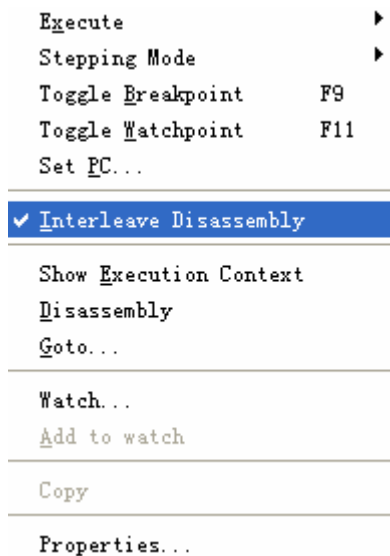 Execute
Stepping Mode
Toggle Breakpoint F9
Toggle Watchpoint F11
Set PC...
Interleave Disassembly
Show Execution Context
Disassembly
Goto...
Watch...
Add to watch
Copy
Properties...